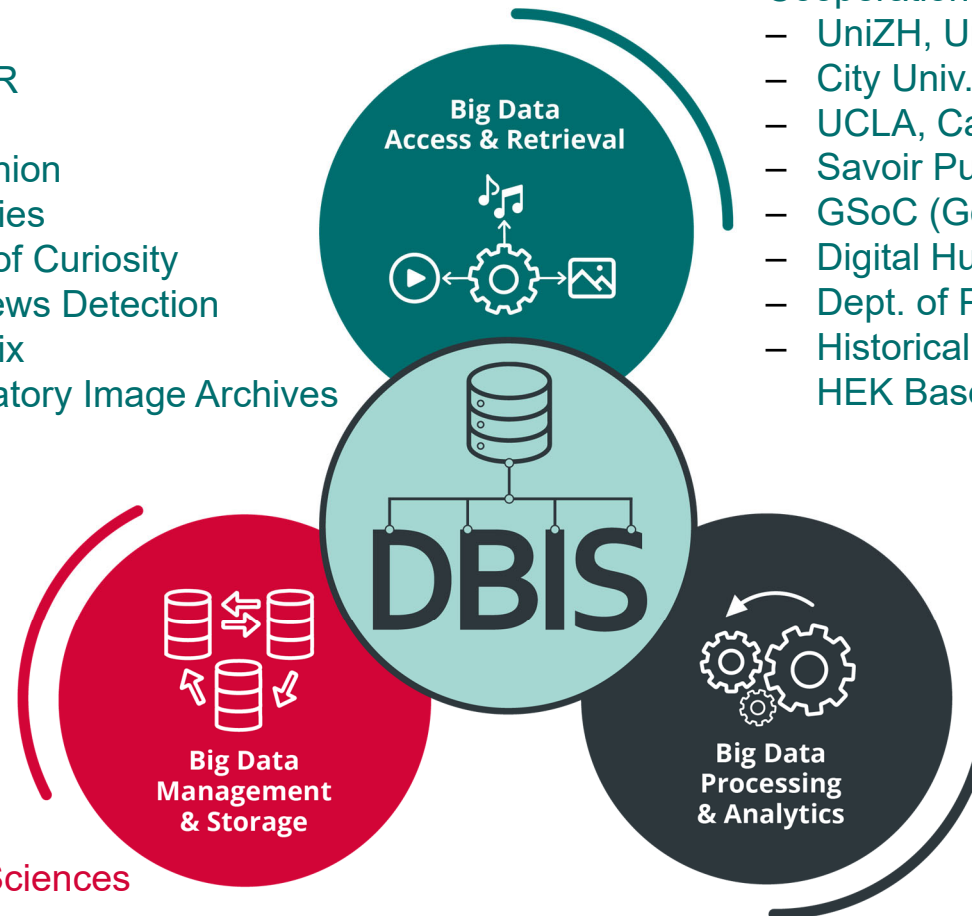 R
nion
ies
of Curiosity
ews Detection
ix
atory Image Archives
Big Data
Access & Retrieval
– UniZH, U
– City Univ.
– UCLA, Ca
– Savoir Pu
– GSoC (G
– Digital Hu
– Dept. of
– Historical
HEK Bas
DBIS
Big Data
Management
& Storage
Big Data
Processing
& Analytics
Sciences